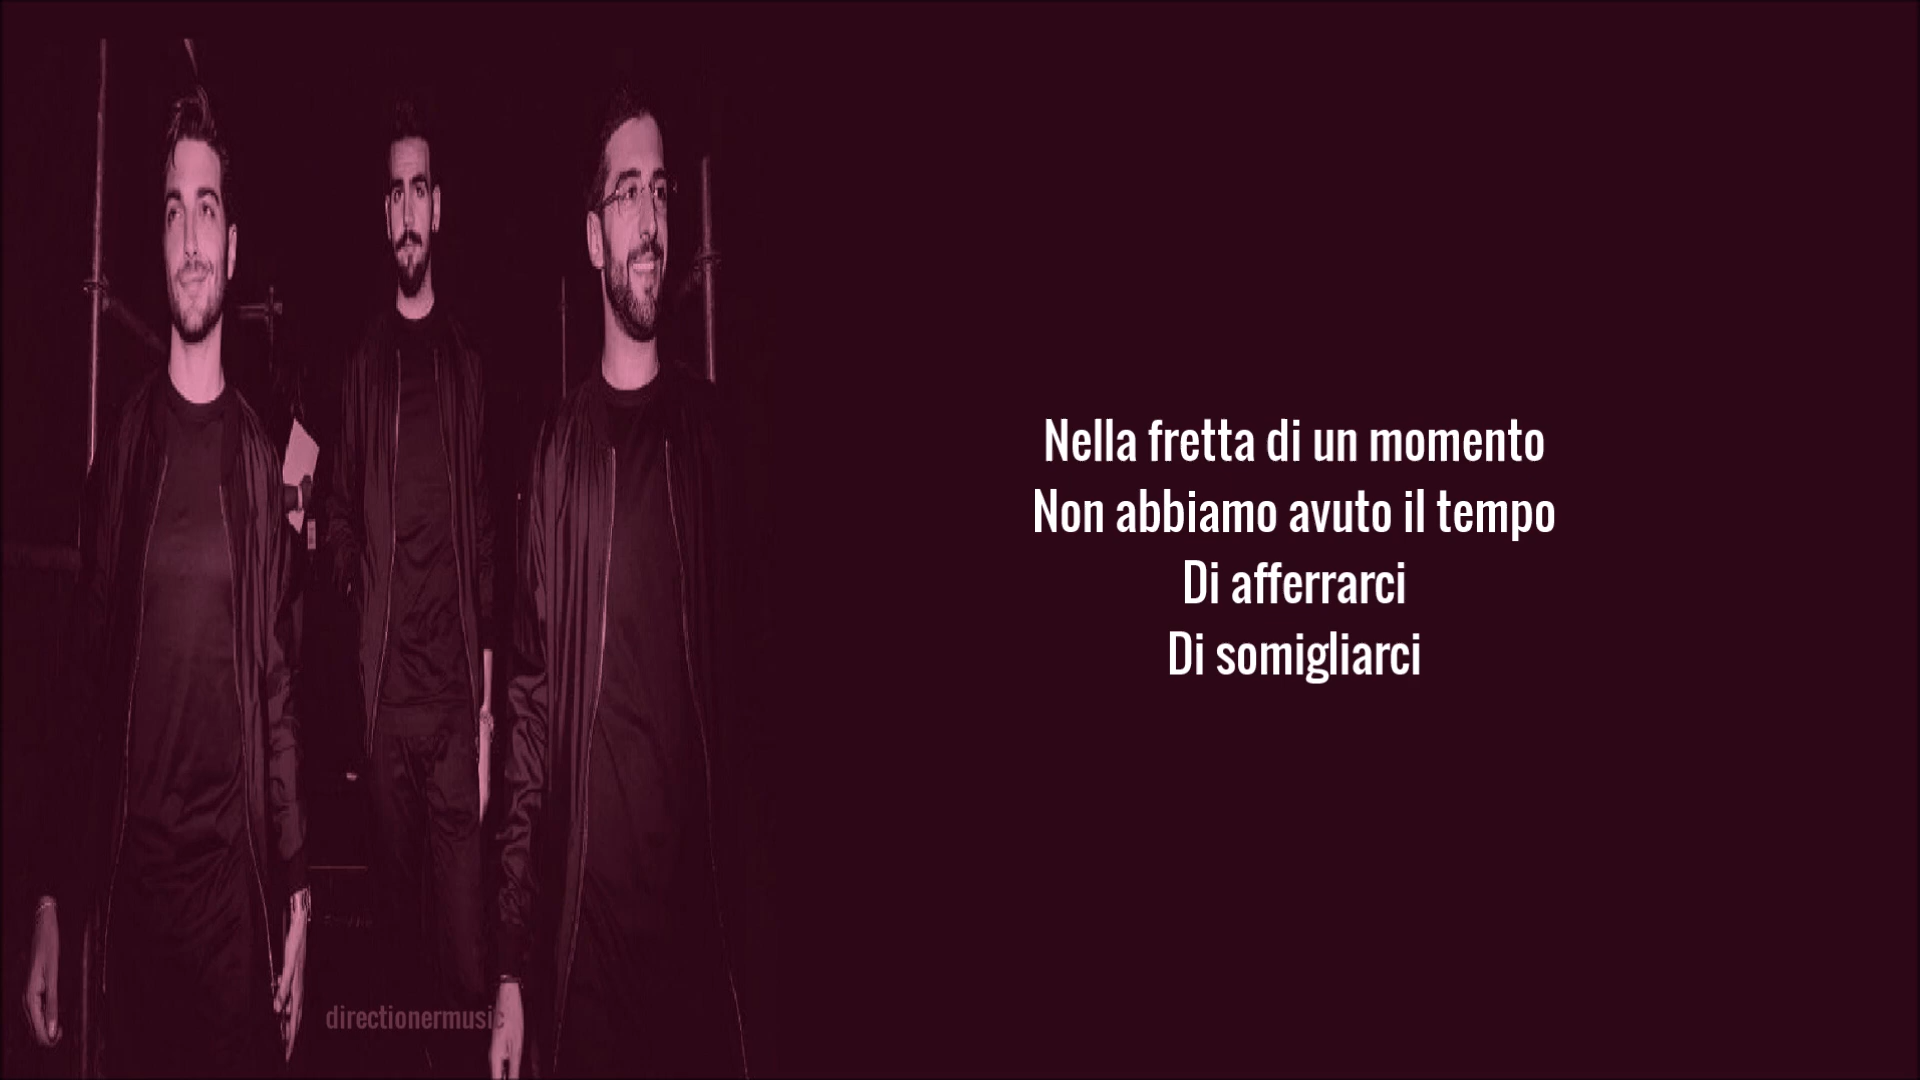 Nella fretta di un momento
Non abbiamo avuto il tempo
Di afferrarci
Di somigliarci
directionermusic